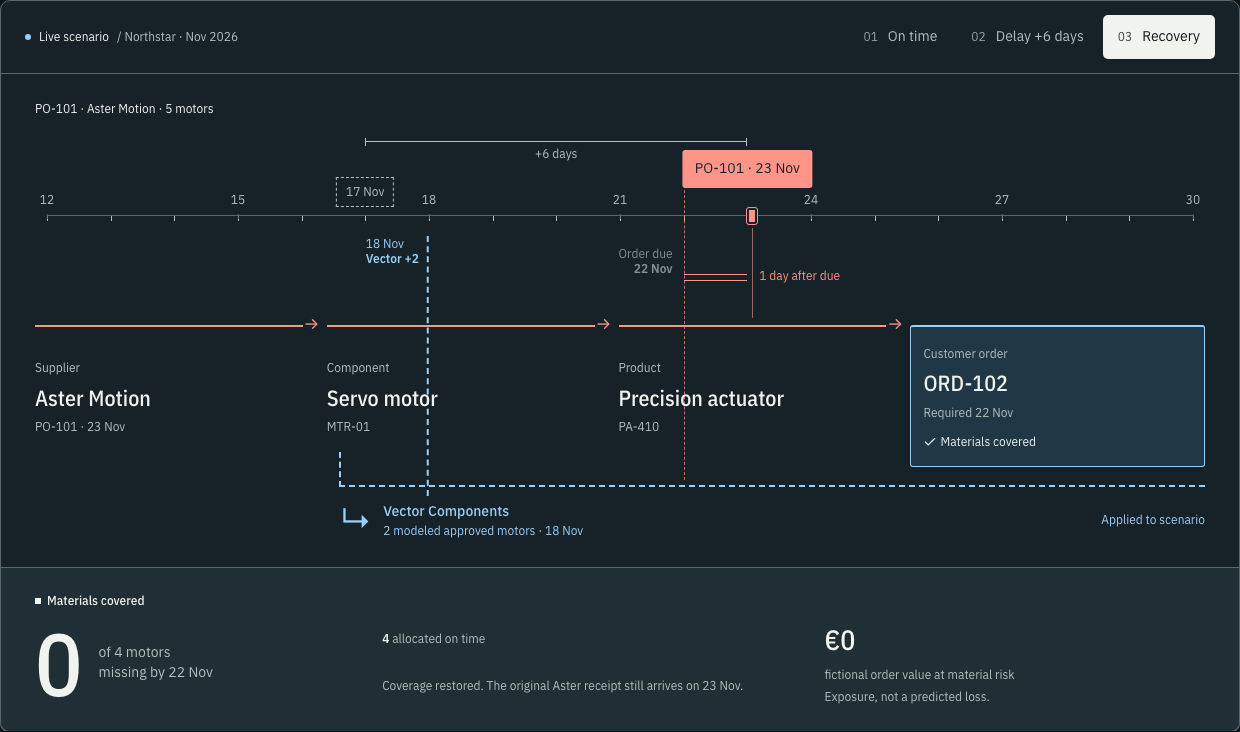 Live scenario / Northstar · Nov 2026
01 On time
02 Delay +6 days
03 Recovery
PO-101 · Aster Motion · 5 motors
+6 days
PO-101 · 23 Nov
17 Nov
12 15 18 21 24 27 30
18 Nov
Vector +2
Order due
22 Nov
1 day after due
Supplier
Aster Motion
PO-101 · 23 Nov
Component
Servo motor
MTR-01
Product
Precision actuator
PA-410
Customer order
ORD-102
Required 22 Nov
Materials covered
Vector Components
2 modeled approved motors · 18 Nov
Applied to scenario
Materials covered
0
of 4 motors
missing by 22 Nov
4 allocated on time
Coverage restored. The original Aster receipt still arrives on 23 Nov.
€0
fictional order value at material risk
Exposure, not a predicted loss.